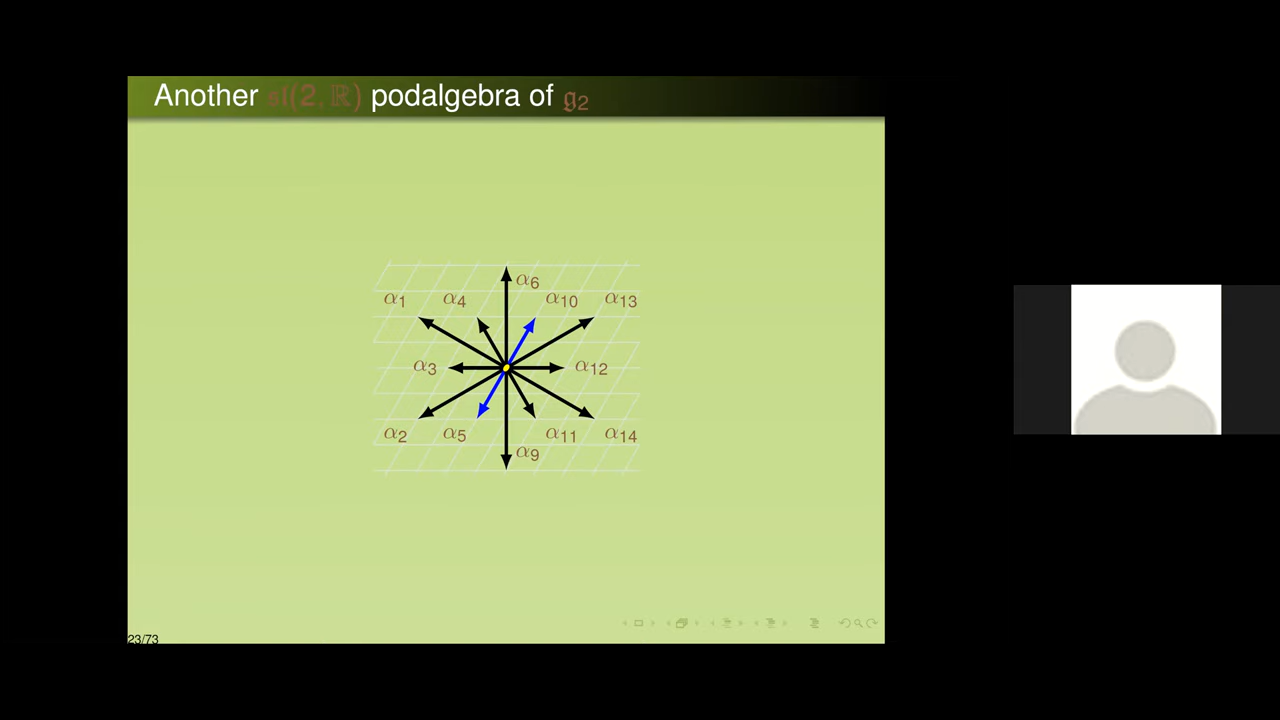 Another 𝔰𝔩(2, ℝ) podalgebra of 𝔤₂
α₆
α₁ α₄ α₁₀ α₁₃
α₃ α₁₂
α₂ α₅ α₁₁ α₁₄
α₉
23/73